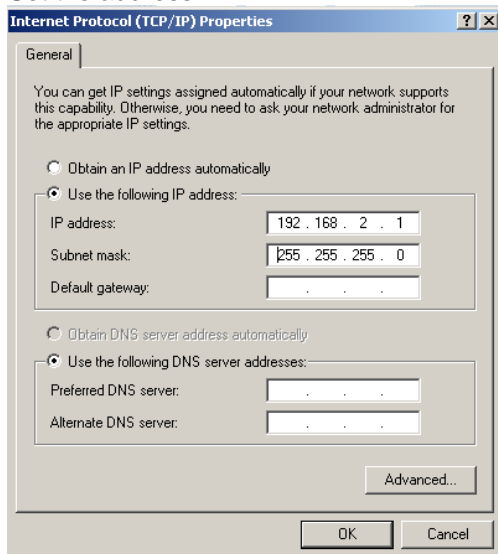 Internet Protocol (TCP/IP) Properties
General
You can get IP settings assigned automatically if your network supports
this capability. Otherwise, you need to ask your network administrator for
the appropriate IP settings.
Obtain an IP address automatically
Use the following IP address:
IP address: 192 . 168 . 2 . 1
Subnet mask: 255 . 255 . 255 . 0
Default gateway: . . .
Obtain DNS server address automatically
Use the following DNS server addresses:
Preferred DNS server: . . .
Alternate DNS server: . . .
Advanced...
OK Cancel